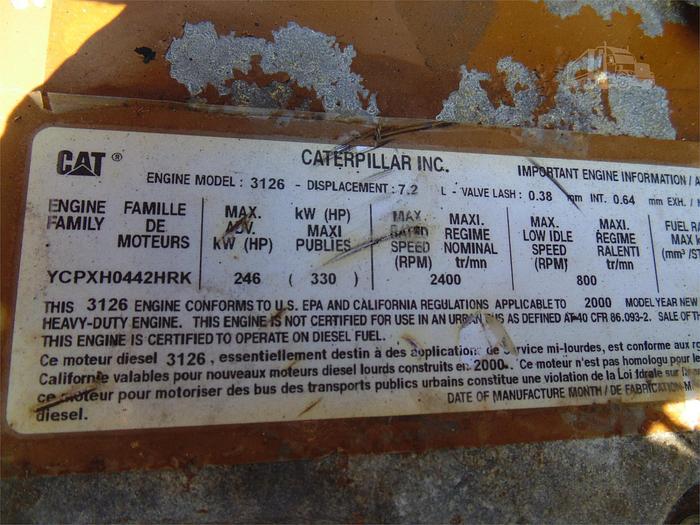 CAT®
CATERPILLAR INC.
IMPORTANT ENGINE INFORMATION / A
ENGINE MODEL : 3126 - DISPLACEMENT : 7.2 L - VALVE LASH : 0.38 mm INT. 0.64 mm EXH. /
ENGINE FAMILY
FAMILLE DE MOTEURS
MAX. ADV. kW (HP)
kW (HP) MAXI PUBLIES
MAX. RATED SPEED (RPM)
MAXI. REGIME NOMINAL tr/mn
MAX. LOW IDLE SPEED (RPM)
MAXI. REGIME RALENTI tr/mn
FUEL RA
MAX
(mm³ /ST
YCPXH0442HRK 246 ( 330 ) 2400 800
THIS 3126 ENGINE CONFORMS TO U.S. EPA AND CALIFORNIA REGULATIONS APPLICABLE TO 2000 MODEL YEAR NEW
HEAVY-DUTY ENGINE. THIS ENGINE IS NOT CERTIFIED FOR USE IN AN URBAN BUS AS DEFINED AT 40 CFR 86.093-2. SALE OF TH
THIS ENGINE IS CERTIFIED TO OPERATE ON DIESEL FUEL.
Ce moteur diesel 3126 , essentiellement destin à des application. de service mi-lourdes, est conforme aux
Californie valables pour nouveaux moteurs diesel lourds construits en 2000 . Ce moteur n'est pas homologu pour le
ce moteur pour motoriser des bus des transports publics urbains constitue une violation de la Loi fdrale sur
diesel.
DATE OF MANUFACTURE MONTH / DE FABRICATION-M